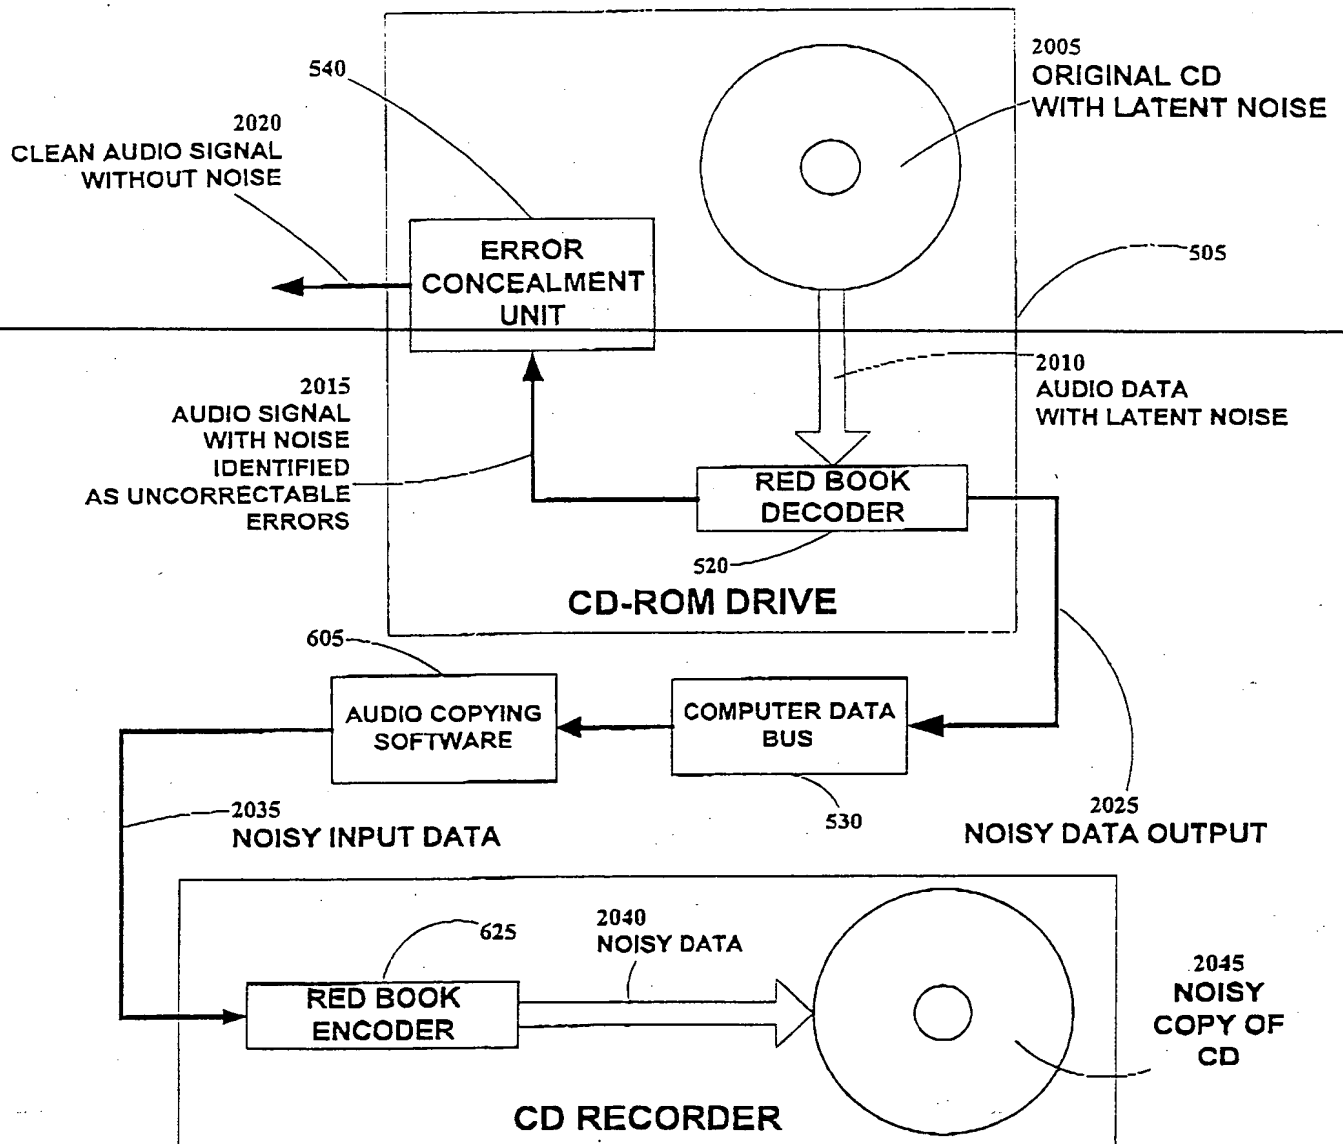 540
2005
ORIGINAL CD
WITH LATENT NOISE
2020
CLEAN AUDIO SIGNAL
WITHOUT NOISE
ERROR
CONCEALMENT
UNIT
505
2010
AUDIO DATA
WITH LATENT NOISE
2015
AUDIO SIGNAL
WITH NOISE
IDENTIFIED
AS UNCORRECTABLE
ERRORS
RED BOOK
DECODER
520
CD-ROM DRIVE
605
AUDIO COPYING
SOFTWARE
COMPUTER DATA
BUS
530
2025
NOISY DATA OUTPUT
2035
NOISY INPUT DATA
625
2040
NOISY DATA
RED BOOK
ENCODER
2045
NOISY
COPY OF
CD
CD RECORDER